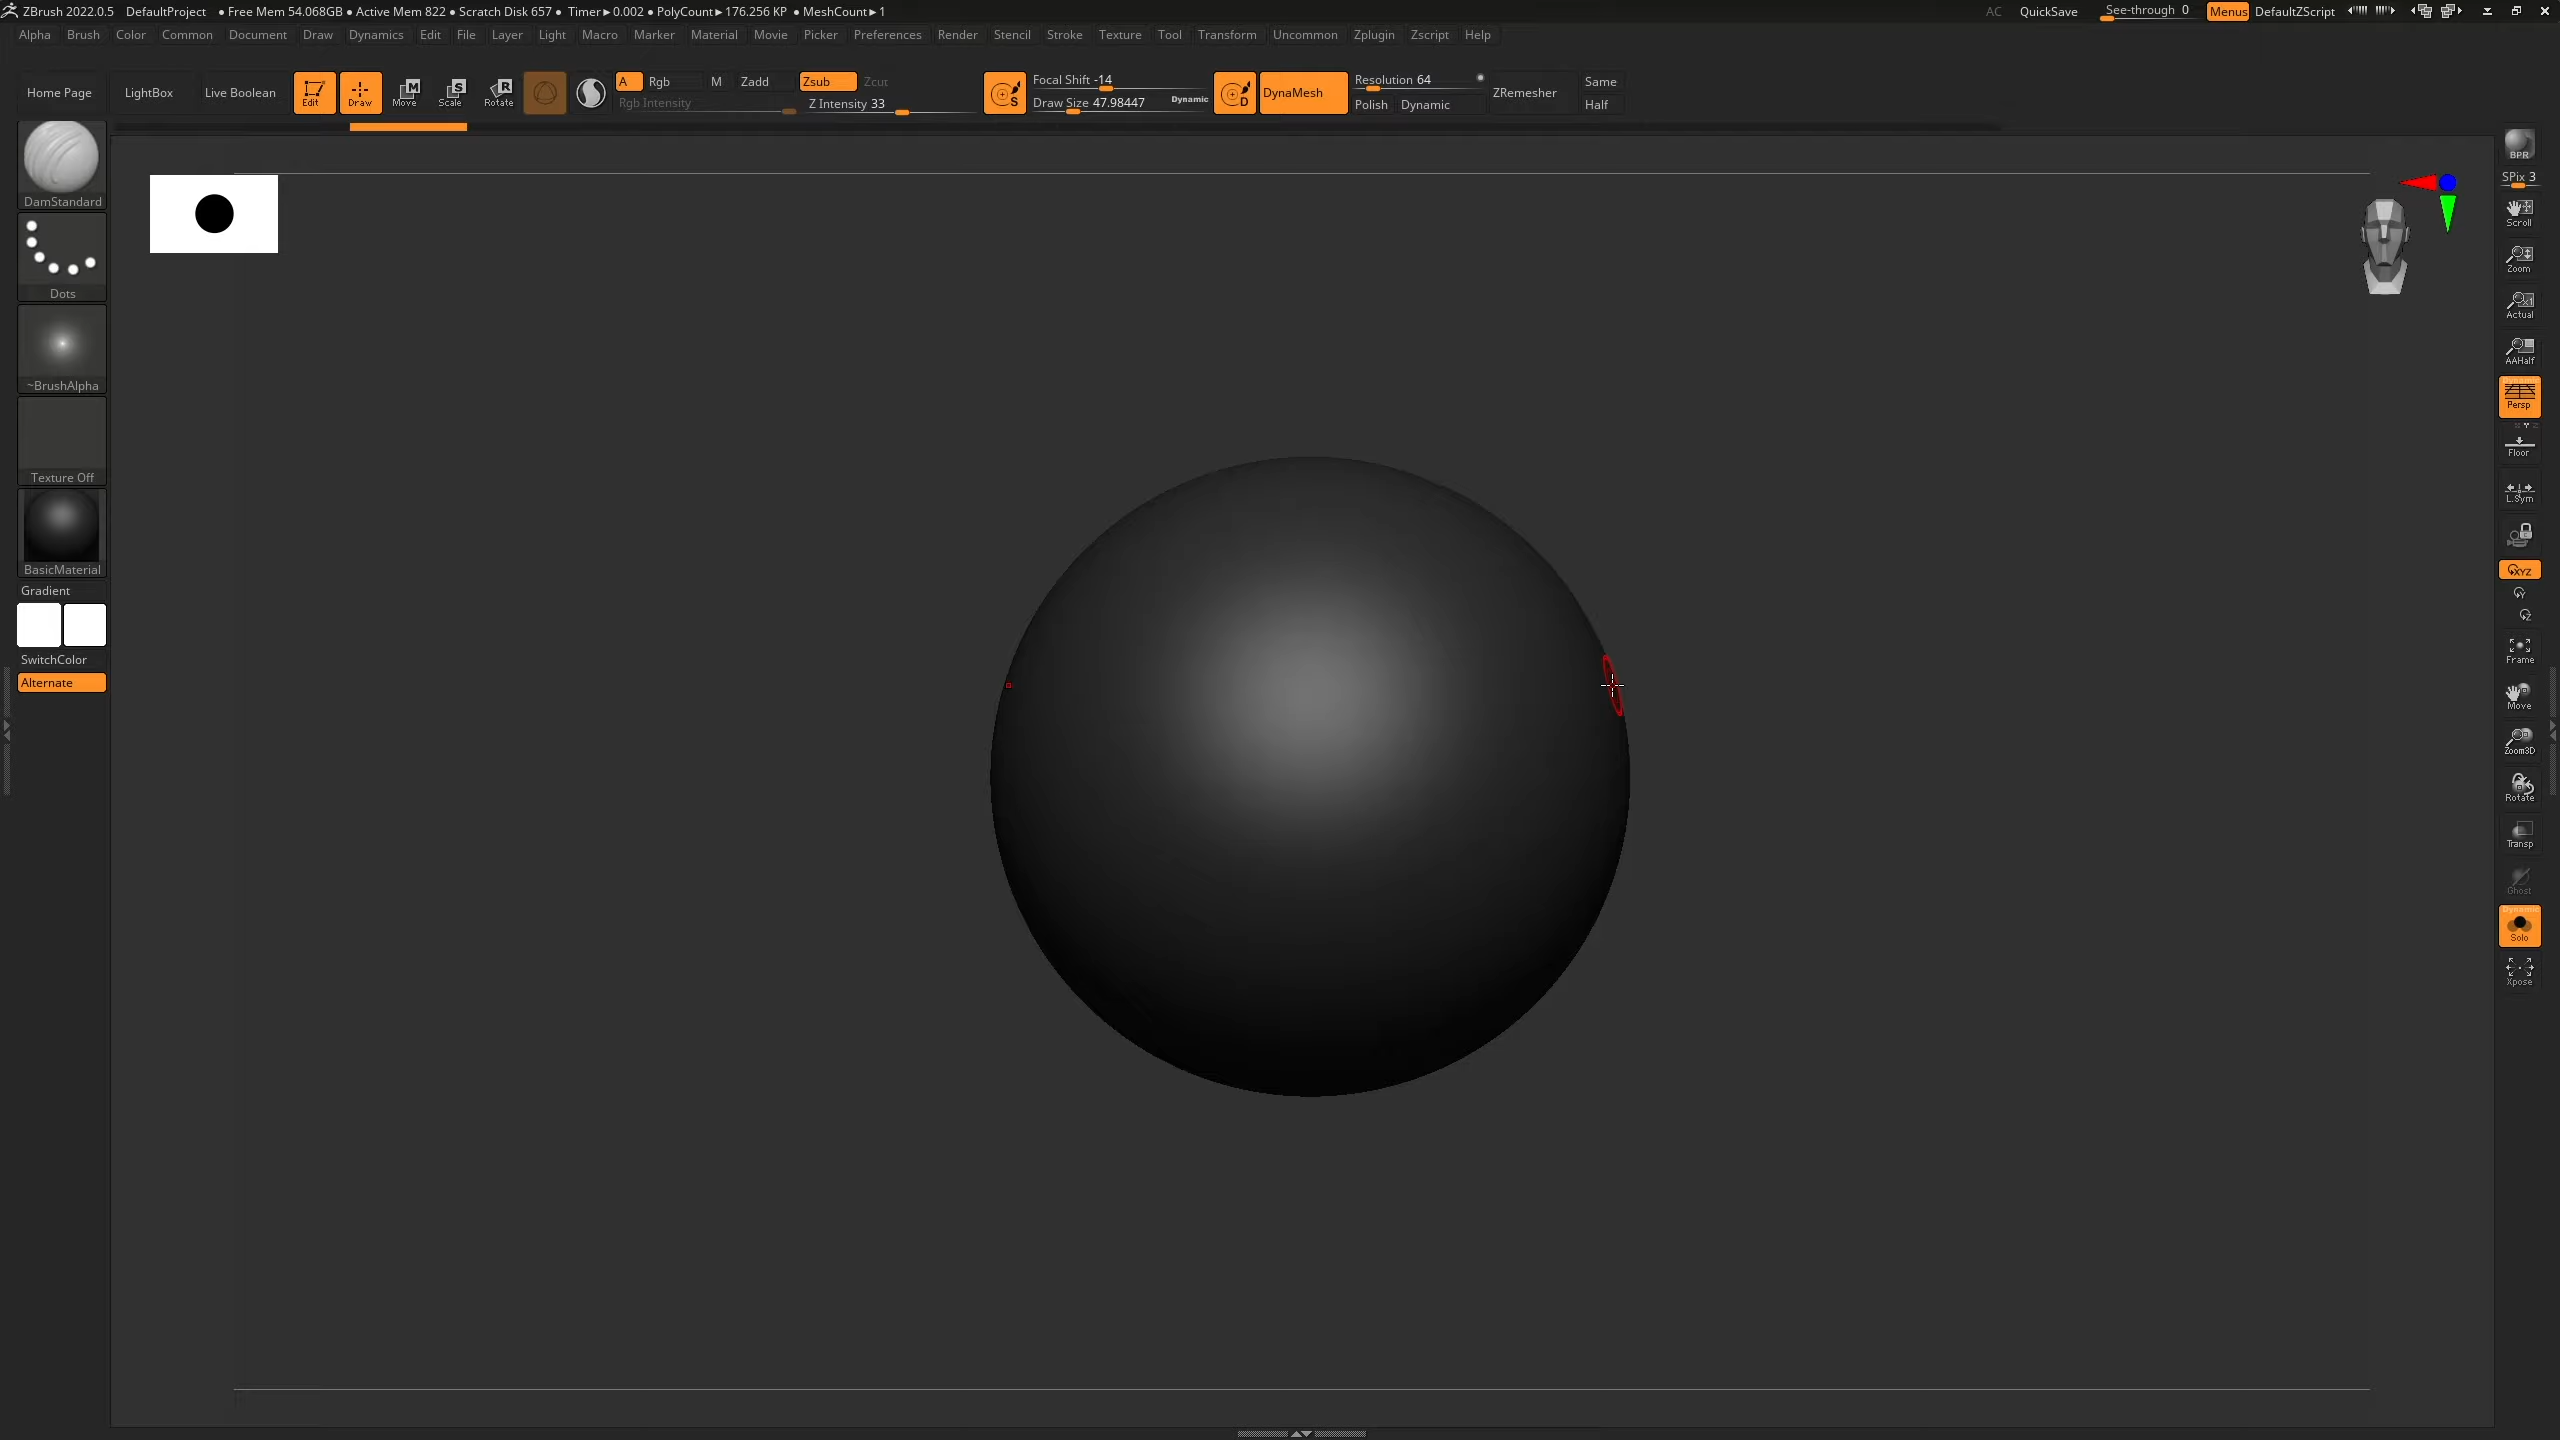 ZBrush 2022.0.5 DefaultProject ● Free Mem 54.068GB ● Active Mem 822 ● Scratch Disk 657 ● Timer►0.002 ● PolyCount►176.256 KP ● MeshCount►1 AC QuickSave See-through 0 Menus DefaultZScript
Alpha Brush Color Common Document Draw Dynamics Edit File Layer Light Macro Marker Material Movie Picker Preferences Render Stencil Stroke Texture Tool Transform Uncommon Zplugin Zscript Help
Home Page LightBox Live Boolean Edit Draw Move Scale Rotate
A Rgb M Zadd Zsub Zcut
Rgb Intensity Z Intensity 33
S Focal Shift -14
Draw Size 47.98447 Dynamic
D DynaMesh Resolution 64
Polish Dynamic
ZRemesher Same
Half
DamStandard
Dots
~BrushAlpha
Texture Off
BasicMaterial
Gradient
SwitchColor
Alternate
BPR
SPix 3
Scroll
Zoom
Actual
AAHalf
Dynamic
Persp
Floor
L.Sym
XYZ
Y
Z
Frame
Move
Zoom3D
Rotate
Transp
Ghost
Dynamic
Solo
Xpose